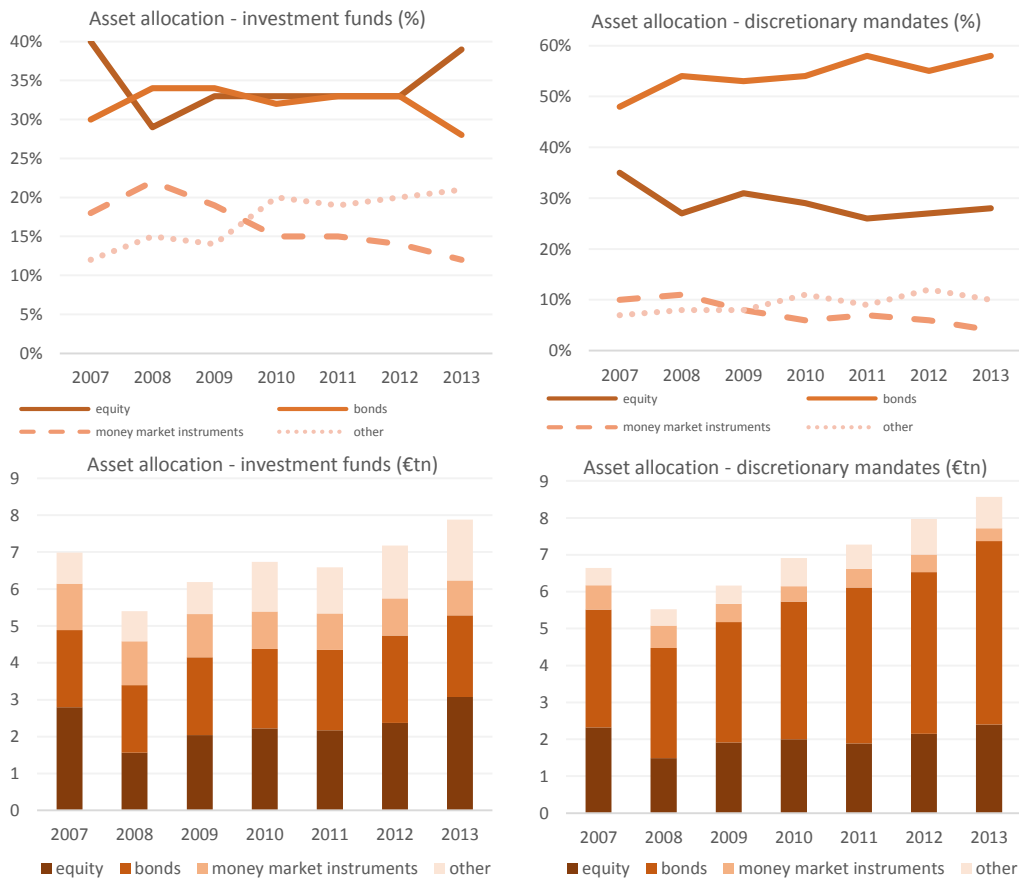 Asset allocation - investment funds (%)
40%
35%
30%
25%
20%
15%
10%
5%
0%
2007 2008 2009 2010 2011 2012 2013
equity bonds
money market instruments other
Asset allocation - discretionary mandates (%)
60%
50%
40%
30%
20%
10%
0%
2007 2008 2009 2010 2011 2012 2013
equity bonds
money market instruments other
Asset allocation - investment funds (€tn)
9
8
7
6
5
4
3
2
1
0
2007 2008 2009 2010 2011 2012 2013
equity bonds money market instruments other
Asset allocation - discretionary mandates (€tn)
9
8
7
6
5
4
3
2
1
0
2007 2008 2009 2010 2011 2012 2013
equity bonds money market instruments other